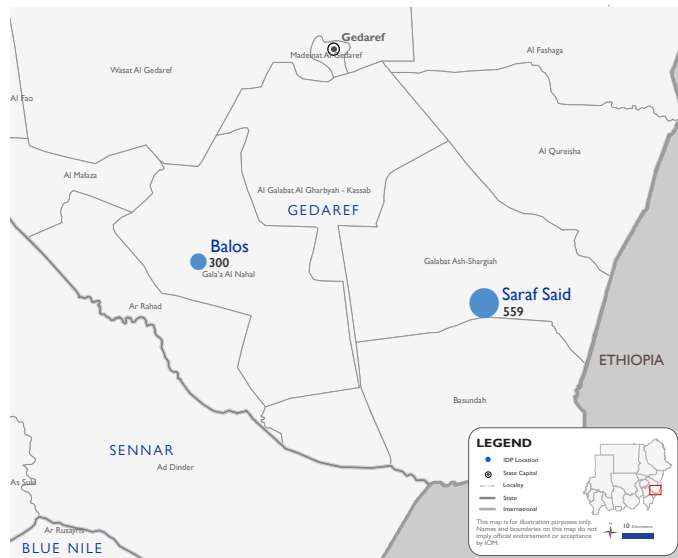 Gedaref
Madeinat Al Gedaref
Al Fashaga
Wasat Al Gedaref
Al Fao
Al Qureisha
Al Mafaza
Al Galabat Al Gharbyah - Kassab
GEDAREF
Balos
300
Gala'a Al Nahal
Galabat Ash-Shargiah
Saraf Said
559
Ar Rahad
ETHIOPIA
Basundah
SENNAR
Ad Dinder
As Suki
Ar Rusayris
BLUE NILE
LEGEND
IDP Location
State Capital
Locality
State
International
This map is for illustration purposes only.
Names and boundaries on this map do not
imply official endorsement or acceptance
by IOM.
N
10 Kilometers